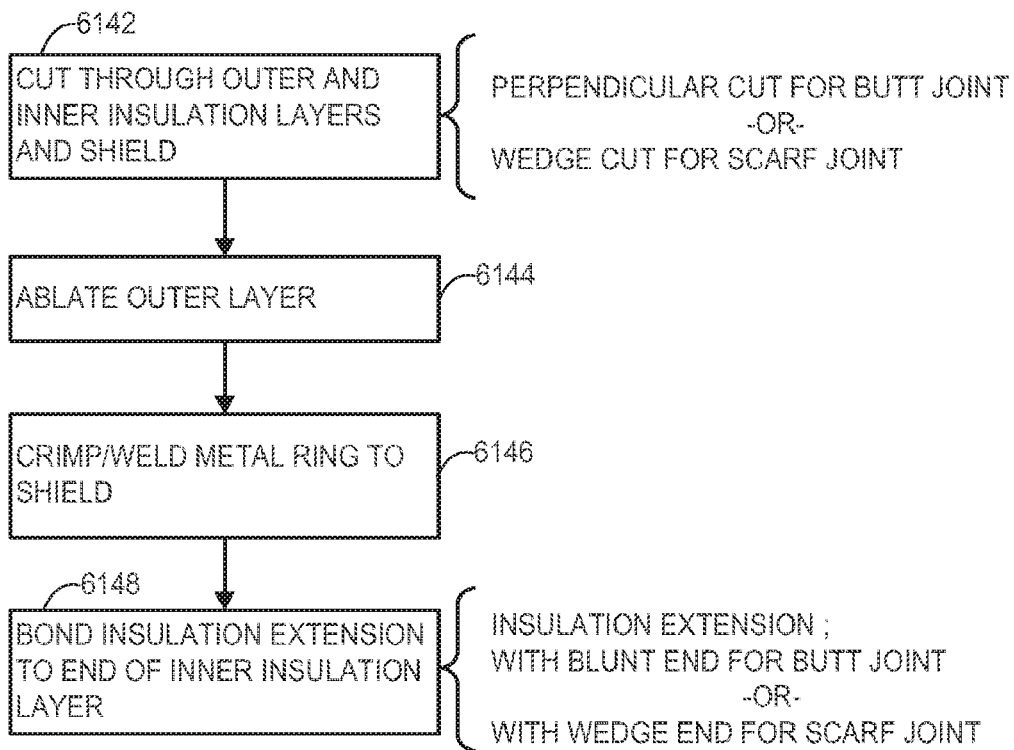 6142
CUT THROUGH OUTER AND
INNER INSULATION LAYERS
AND SHIELD
PERPENDICULAR CUT FOR BUTT JOINT
-OR-
WEDGE CUT FOR SCARF JOINT
6144
ABLATE OUTER LAYER
6146
CRIMP/WELD METAL RING TO
SHIELD
6148
BOND INSULATION EXTENSION
TO END OF INNER INSULATION
LAYER
INSULATION EXTENSION ;
WITH BLUNT END FOR BUTT JOINT
-OR-
WITH WEDGE END FOR SCARF JOINT